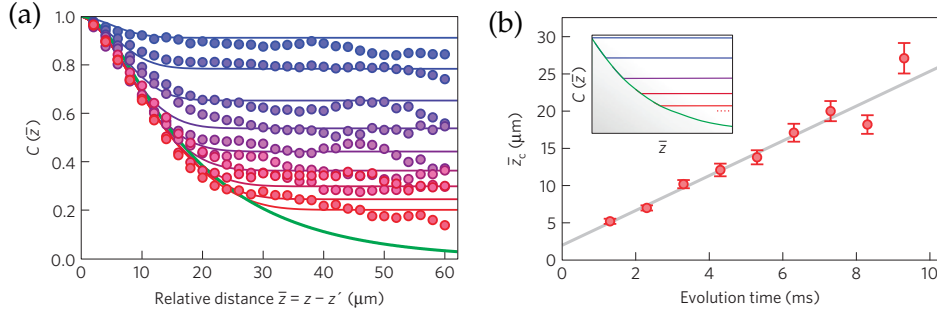 (a)
1.0
0.8
0.6
0.4
0.2
0.0
C (z̄)
0 10 20 30 40 50 60
Relative distance z̄ = z – z′ (μm)
(b)
30
25
20
15
10
5
0
z̄c (μm)
C (z̄)
z̄
0 2 4 6 8 10
Evolution time (ms)